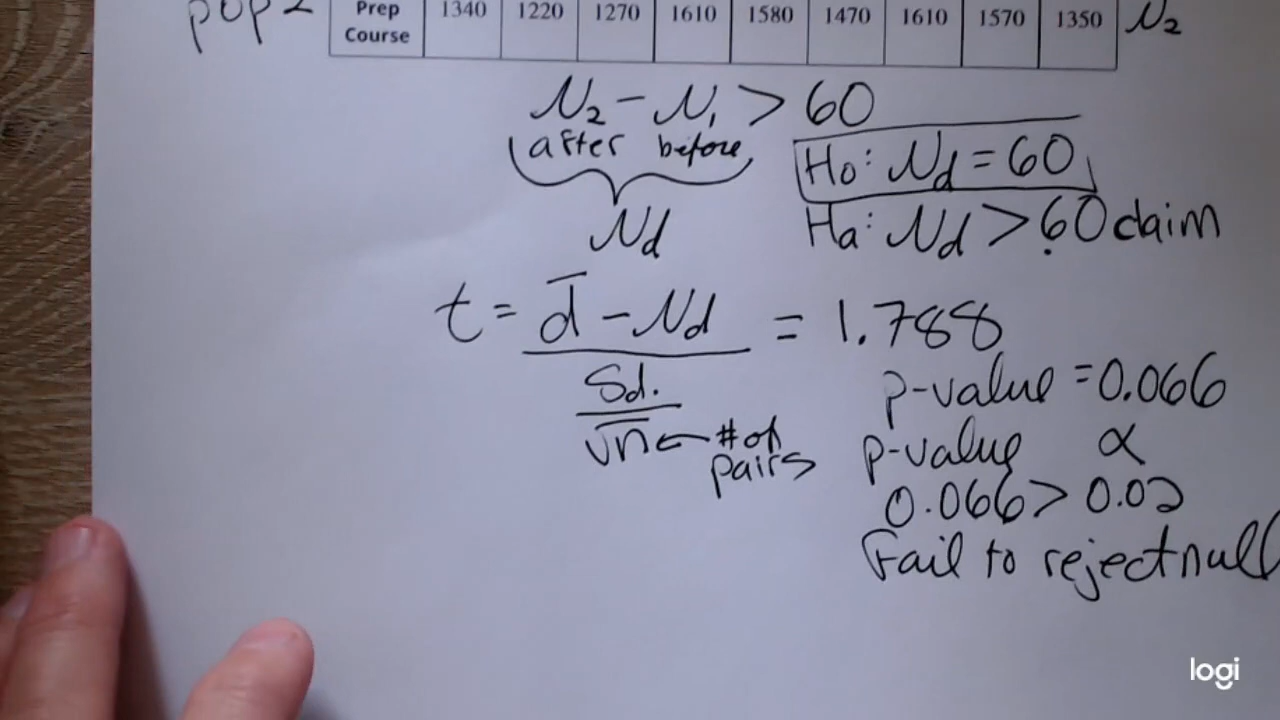 pop 2
Prep Course 1340 1220 1270 1610 1580 1470 1610 1570 1350 μ₂
μ₂ - μ₁ > 60
after before
H₀: μd = 60
μd
Ha: μd > 60 claim
t = d̄ - μd = 1.788
Sd.
√n ← # of pairs
p-value = 0.066
p-value α
0.066 > 0.02
Fail to reject null
logi